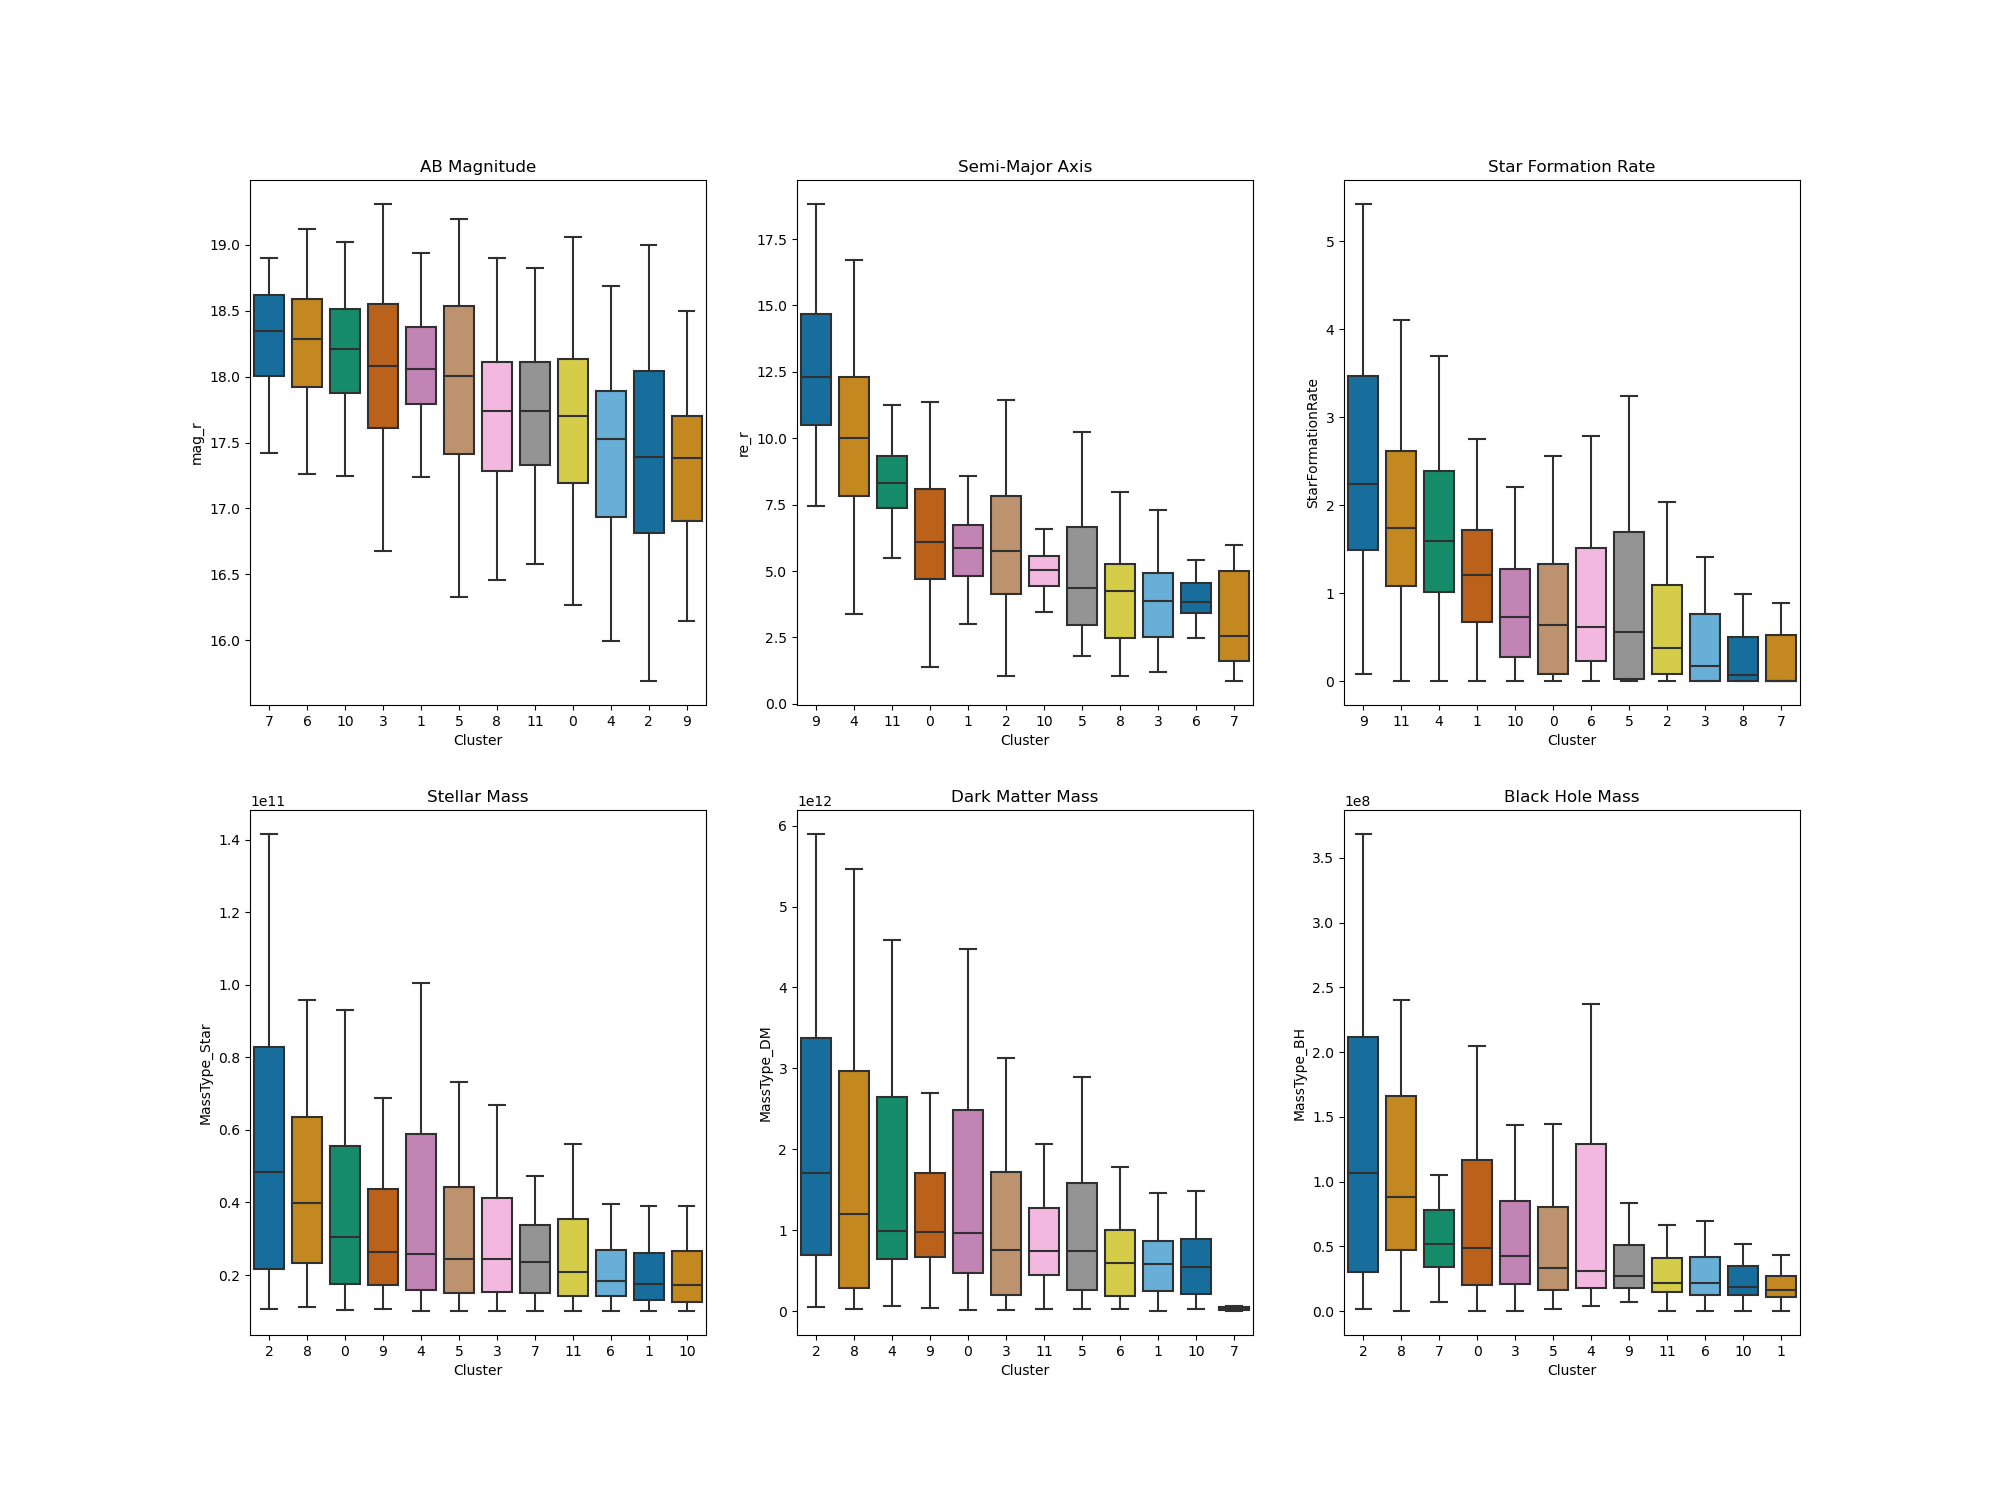 AB Magnitude
mag_r
19.0
18.5
18.0
17.5
17.0
16.5
16.0
7 6 10 3 1 5 8 11 0 4 2 9
Cluster
Semi-Major Axis
re_r
17.5
15.0
12.5
10.0
7.5
5.0
2.5
0.0
9 4 11 0 1 2 10 5 8 3 6 7
Cluster
Star Formation Rate
StarFormationRate
5
4
3
2
1
0
9 11 4 1 10 0 6 5 2 3 8 7
Cluster
Stellar Mass
1e11
MassType_Star
1.4
1.2
1.0
0.8
0.6
0.4
0.2
2 8 0 9 4 5 3 7 11 6 1 10
Cluster
Dark Matter Mass
1e12
MassType_DM
6
5
4
3
2
1
0
2 8 4 9 0 3 11 5 6 1 10 7
Cluster
Black Hole Mass
1e8
MassType_BH
3.5
3.0
2.5
2.0
1.5
1.0
0.5
0.0
2 8 7 0 3 5 4 9 11 6 10 1
Cluster